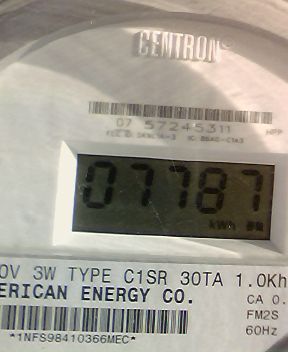 CENTRON
07 57245311
HPP
07787
kWh
0V 3W TYPE C1SR 30TA 1.0Kh
ERICAN ENERGY CO.
CA 0.
FM2S
60Hz
*1NFS98410366MEC*